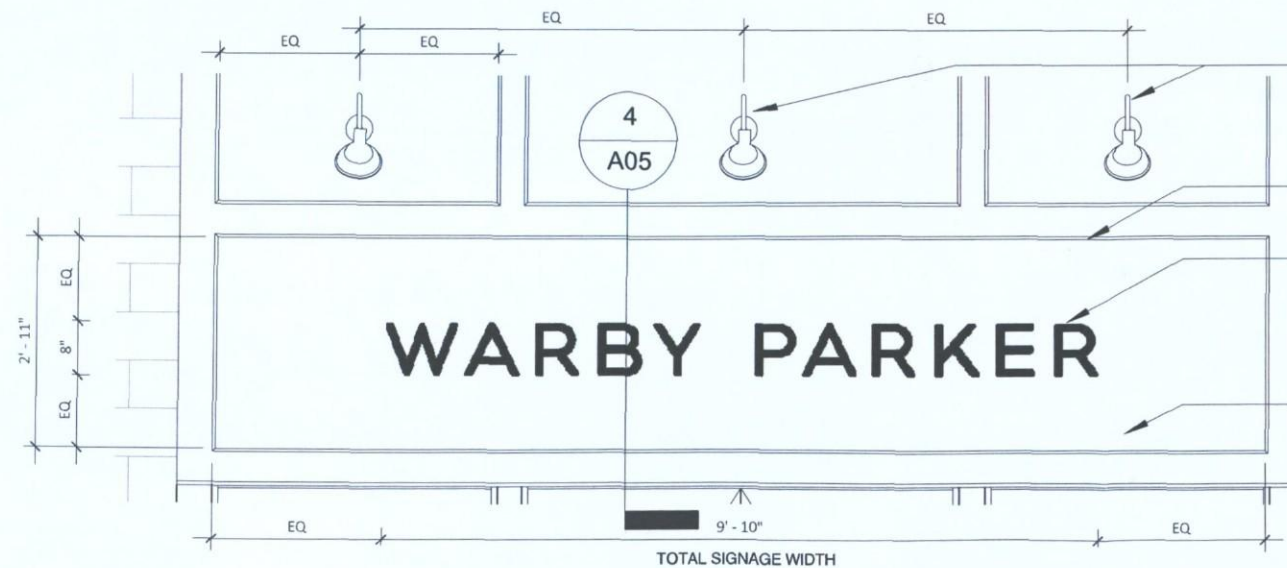 EQ
EQ
EQ
EQ
4
A05
2' - 11"
EQ
8"
EQ
WARBY PARKER
EQ
9' - 10"
EQ
TOTAL SIGNAGE WIDTH